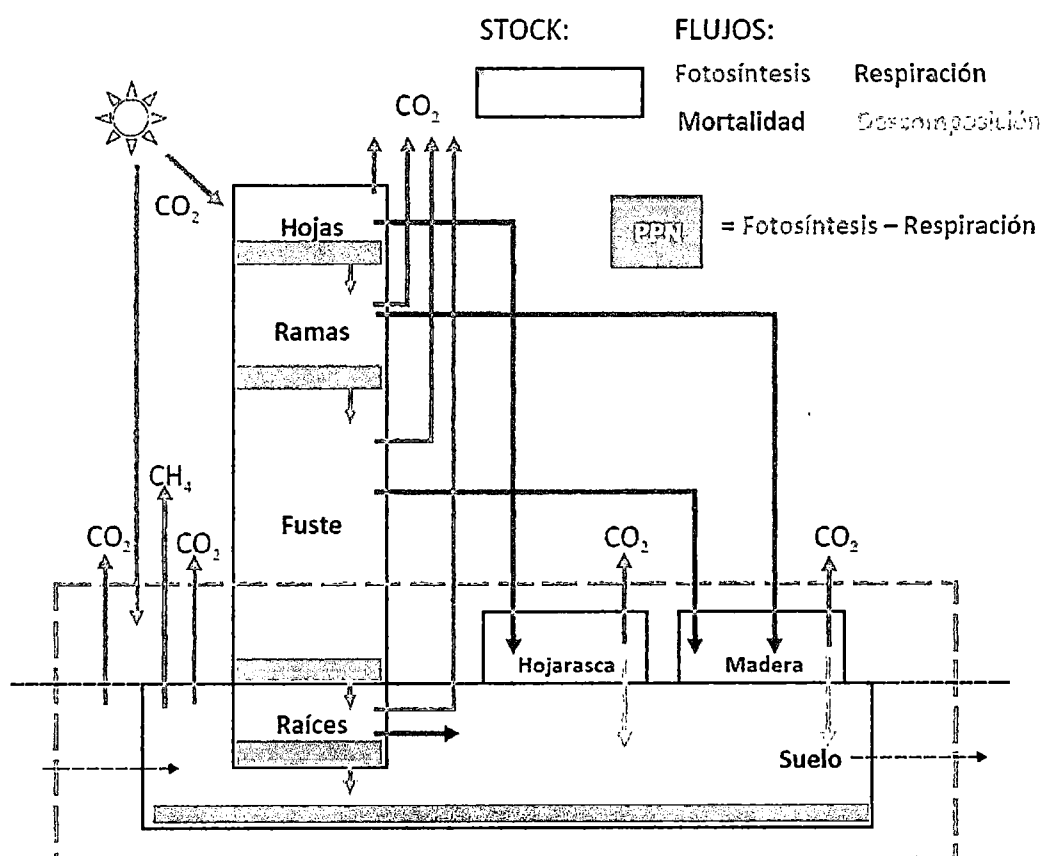 STOCK: FLUJOS:
Fotosíntesis Respiración
Mortalidad Descomposición
CO₂
CO₂
Hojas
PPN = Fotosíntesis – Respiración
Ramas
CH₄
Fuste
CO₂ CO₂ CO₂ CO₂
Hojarasca Madera
Raíces
Suelo